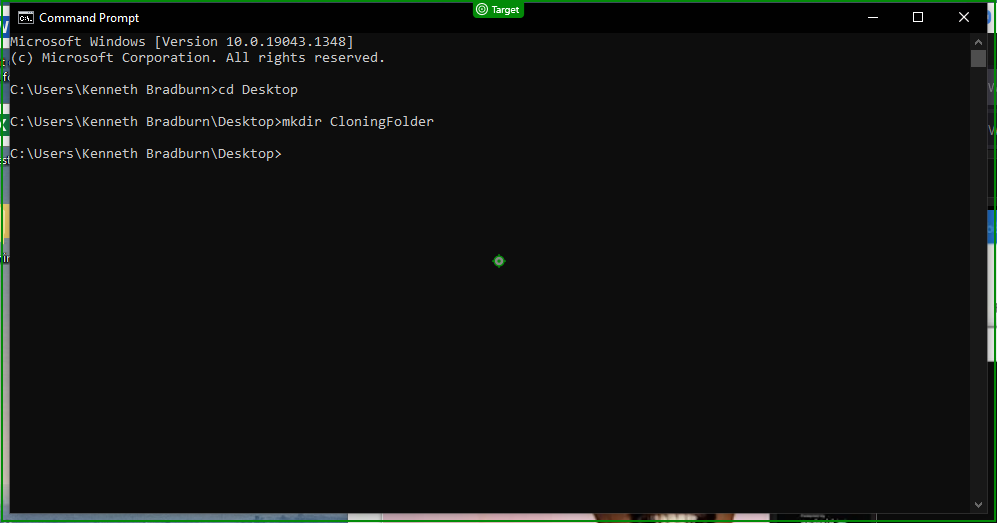 Target
Command Prompt
Microsoft Windows [Version 10.0.19043.1348]
(c) Microsoft Corporation. All rights reserved.
C:\Users\Kenneth Bradburn>cd Desktop
C:\Users\Kenneth Bradburn\Desktop>mkdir CloningFolder
C:\Users\Kenneth Bradburn\Desktop>